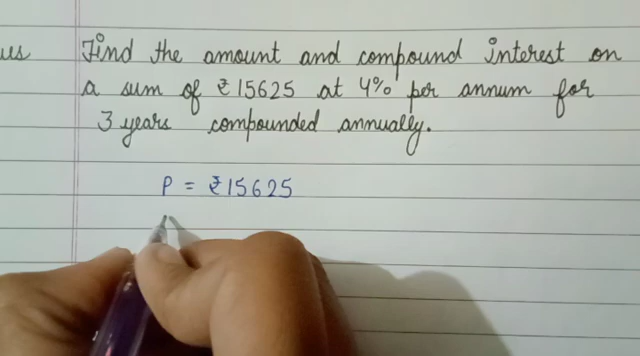 us Find the amount and compound interest on
a sum of ₹15625 at 4% per annum for
3 years compounded annually.
P = ₹15625